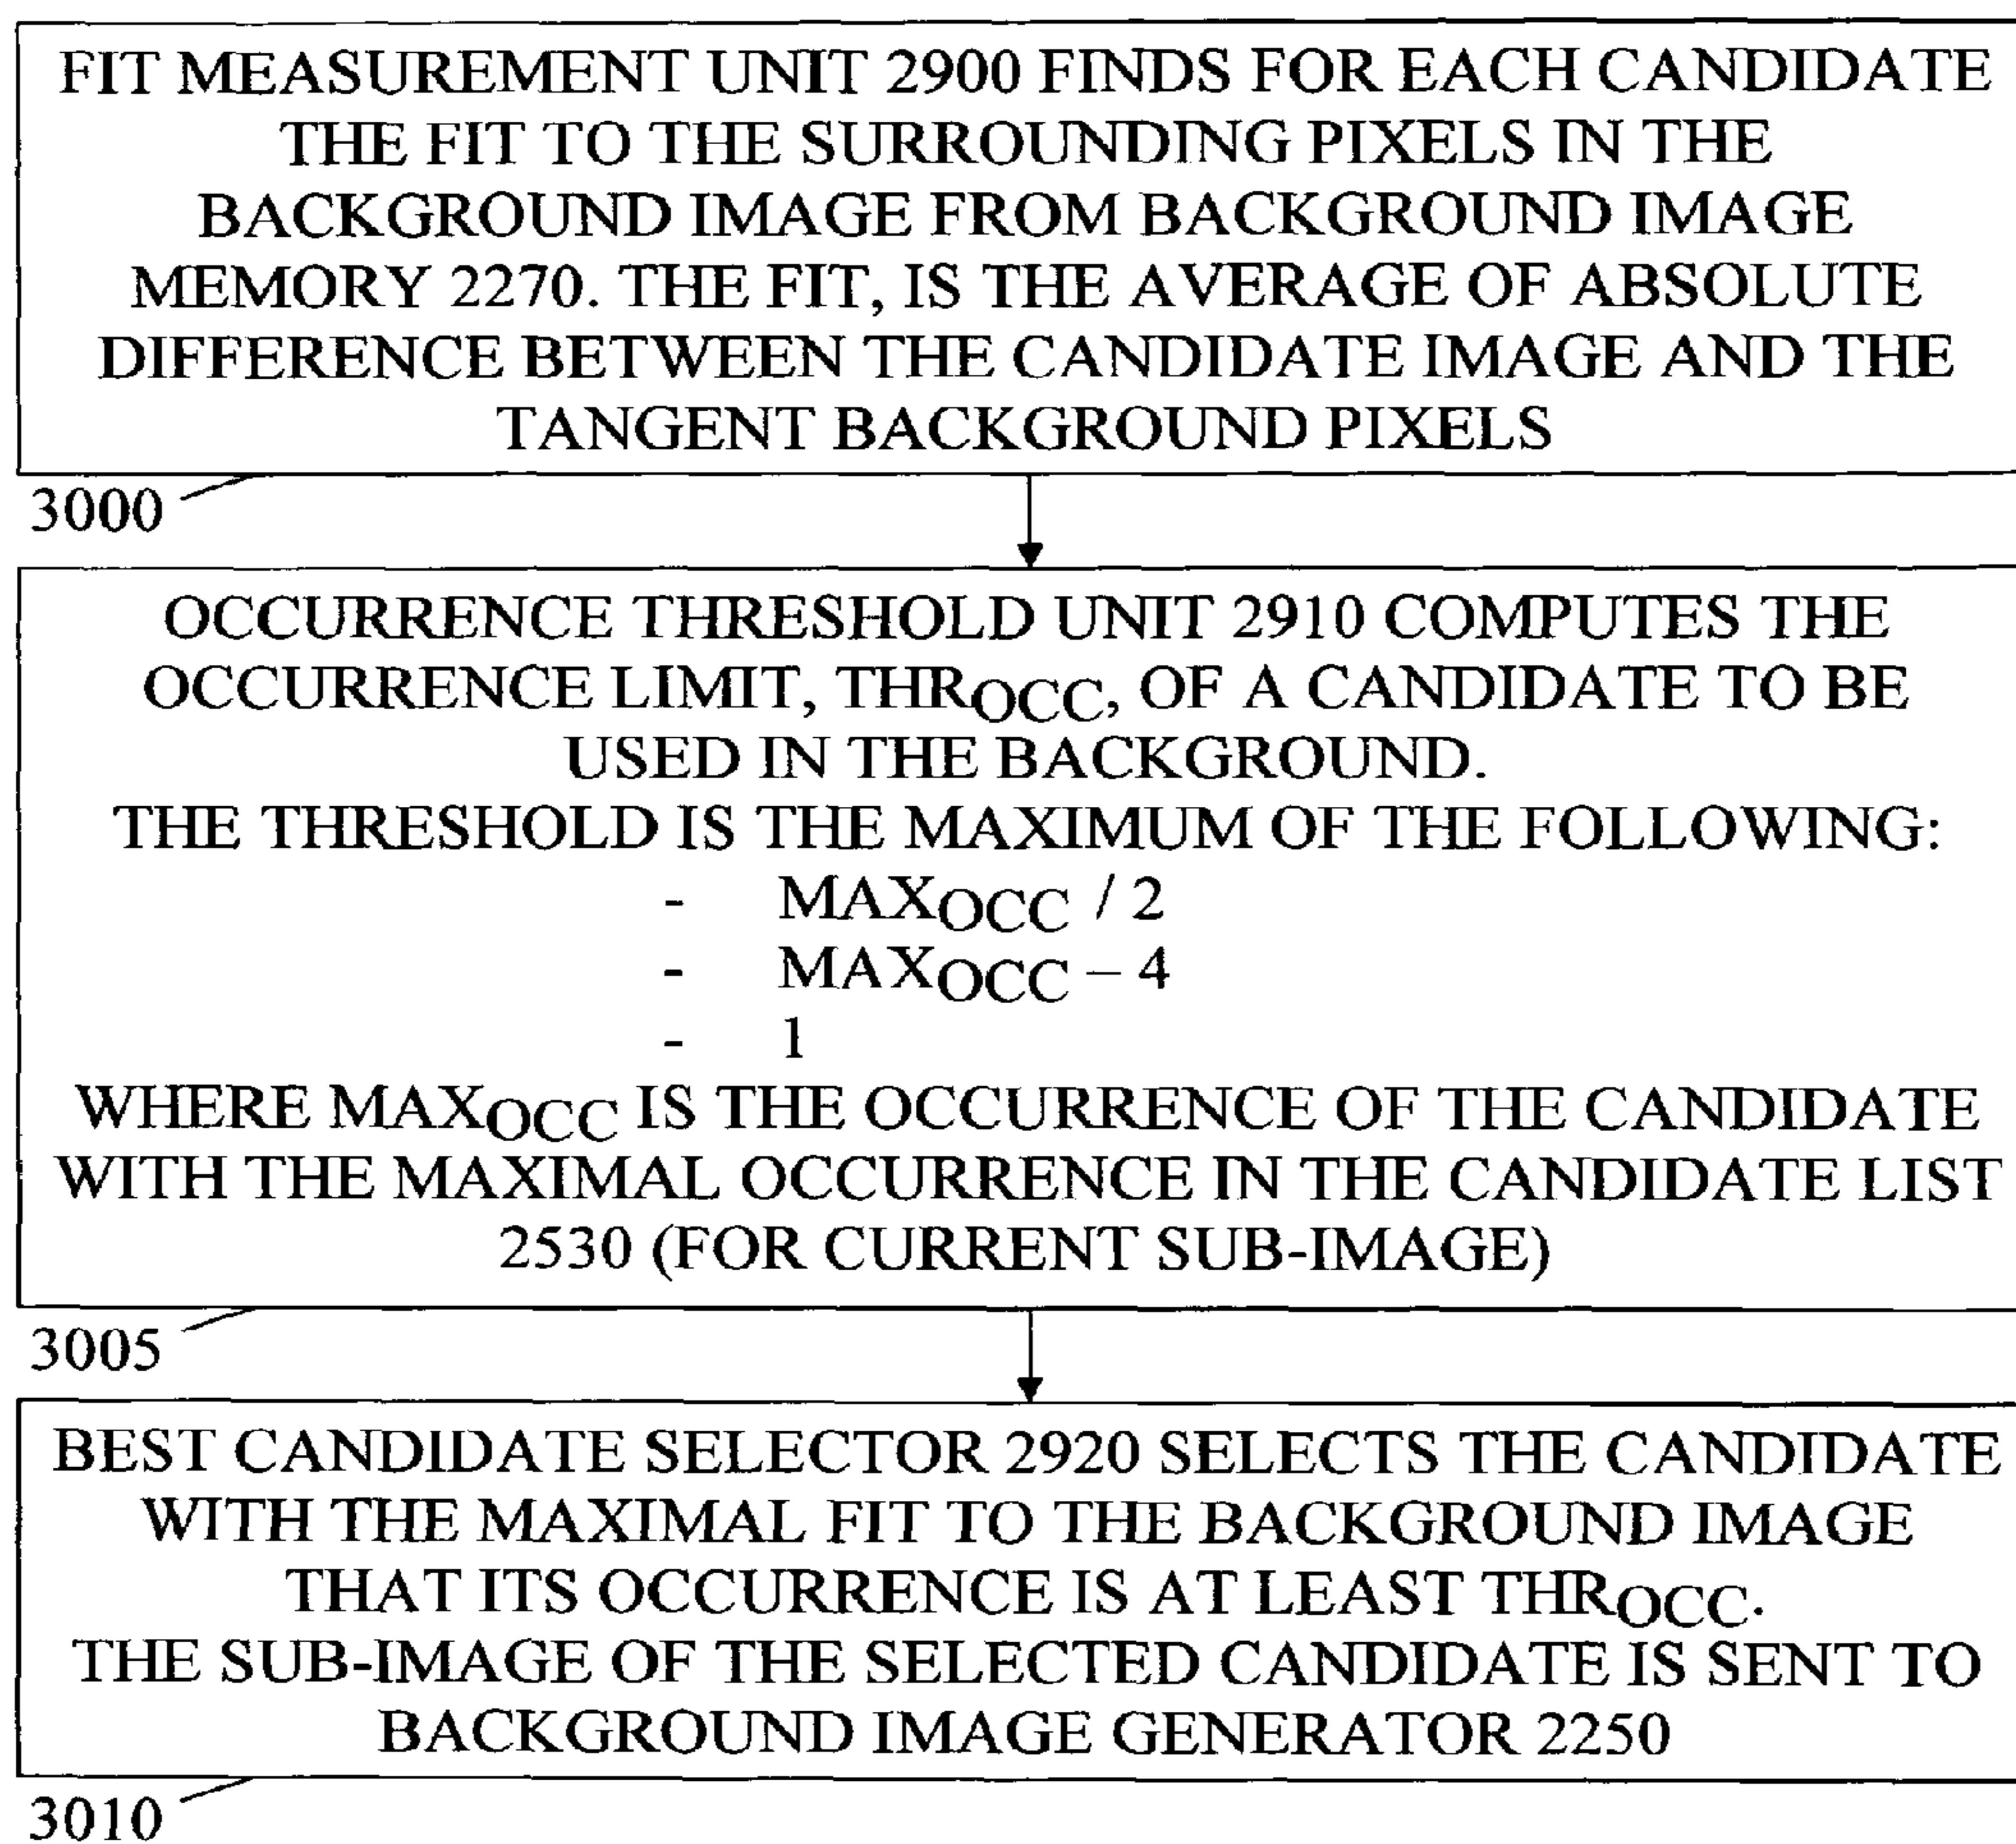 FIT MEASUREMENT UNIT 2900 FINDS FOR EACH CANDIDATE
THE FIT TO THE SURROUNDING PIXELS IN THE
BACKGROUND IMAGE FROM BACKGROUND IMAGE
MEMORY 2270. THE FIT, IS THE AVERAGE OF ABSOLUTE
DIFFERENCE BETWEEN THE CANDIDATE IMAGE AND THE
TANGENT BACKGROUND PIXELS
3000
OCCURRENCE THRESHOLD UNIT 2910 COMPUTES THE
OCCURRENCE LIMIT, THROCC, OF A CANDIDATE TO BE
USED IN THE BACKGROUND.
THE THRESHOLD IS THE MAXIMUM OF THE FOLLOWING:
- MAXOCC / 2
- MAXOCC – 4
- 1
WHERE MAXOCC IS THE OCCURRENCE OF THE CANDIDATE
WITH THE MAXIMAL OCCURRENCE IN THE CANDIDATE LIST
2530 (FOR CURRENT SUB-IMAGE)
3005
BEST CANDIDATE SELECTOR 2920 SELECTS THE CANDIDATE
WITH THE MAXIMAL FIT TO THE BACKGROUND IMAGE
THAT ITS OCCURRENCE IS AT LEAST THROCC.
THE SUB-IMAGE OF THE SELECTED CANDIDATE IS SENT TO
BACKGROUND IMAGE GENERATOR 2250
3010